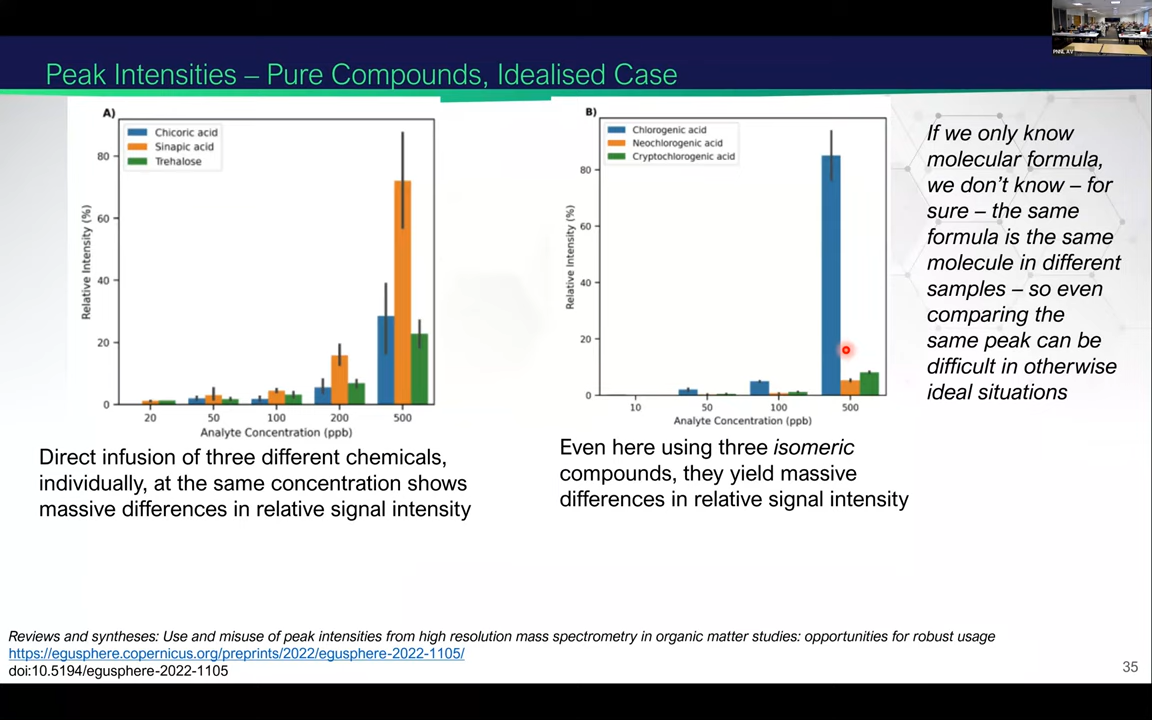 PNNL AV
Peak Intensities – Pure Compounds, Idealised Case
A)
Chicoric acid
Sinapic acid
Trehalose
Relative Intensity (%)
80
60
40
20
0
20 50 100 200 500
Analyte Concentration (ppb)
B)
Chlorogenic acid
Neochlorogenic acid
Cryptochlorogenic acid
Relative Intensity (%)
80
60
40
20
0
10 50 100 500
Analyte Concentration (ppb)
If we only know
molecular formula,
we don't know – for
sure – the same
formula is the same
molecule in different
samples – so even
comparing the
same peak can be
difficult in otherwise
ideal situations
Direct infusion of three different chemicals,
individually, at the same concentration shows
massive differences in relative signal intensity
Even here using three isomeric
compounds, they yield massive
differences in relative signal intensity
Reviews and syntheses: Use and misuse of peak intensities from high resolution mass spectrometry in organic matter studies: opportunities for robust usage
https://egusphere.copernicus.org/preprints/2022/egusphere-2022-1105/
doi:10.5194/egusphere-2022-1105
35